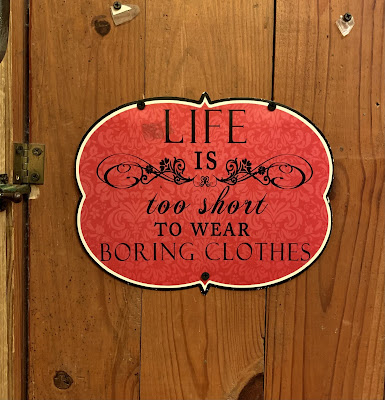 LIFE
IS
too short
TO WEAR
BORING CLOTHES